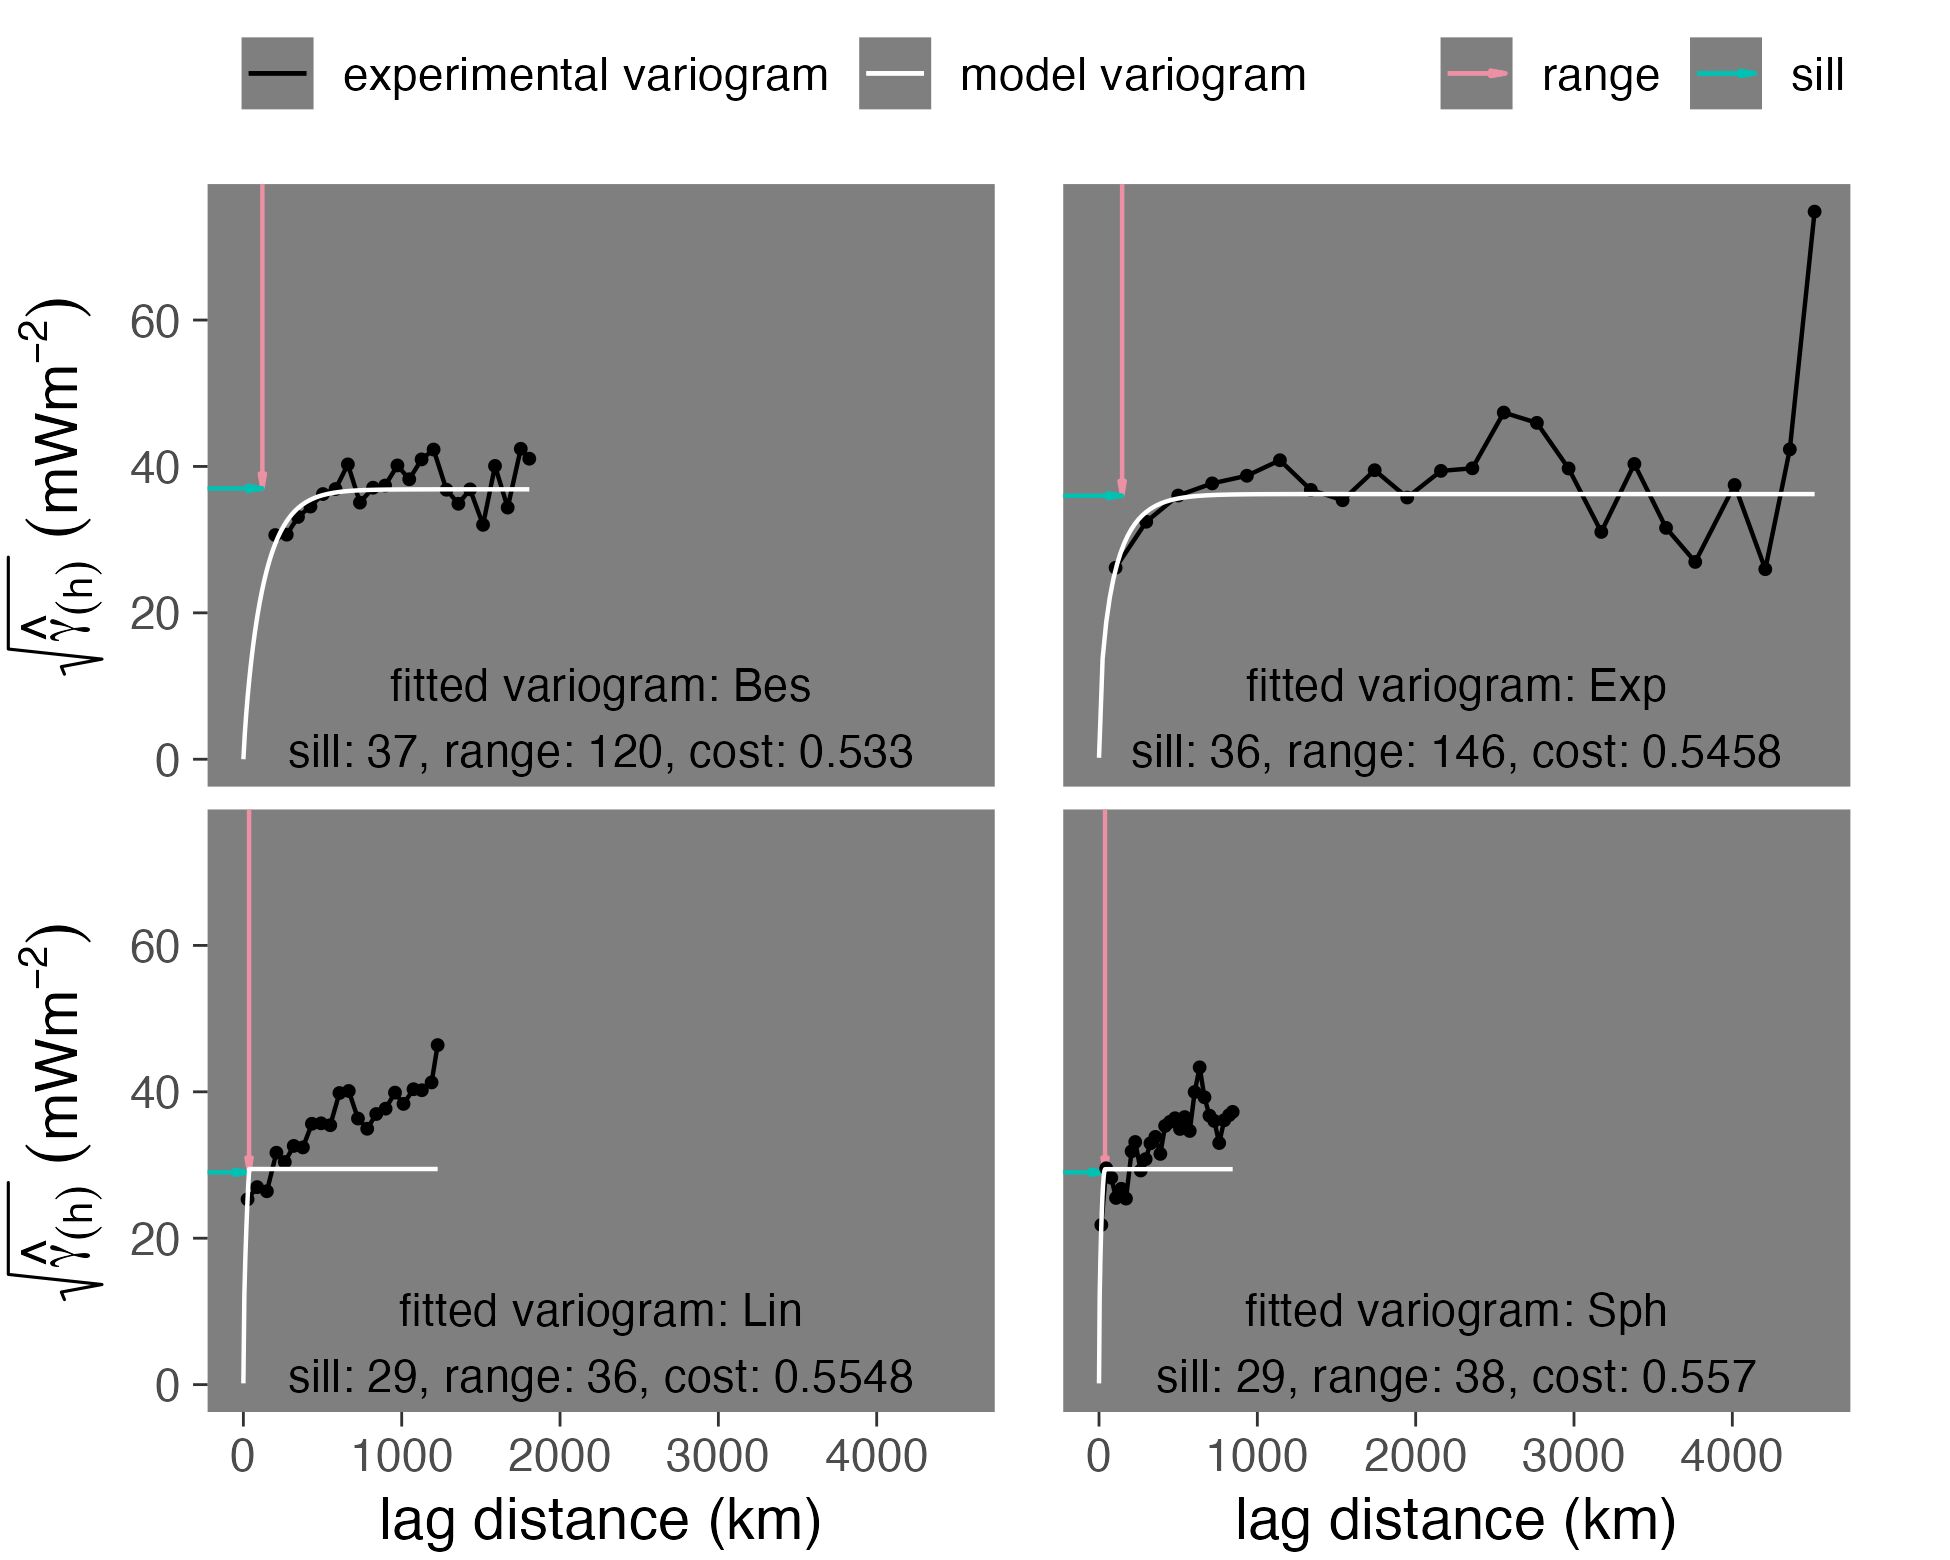 experimental variogram model variogram range sill
√γ̂(h) (mWm⁻²)
60
40
20
0
fitted variogram: Bes
sill: 37, range: 120, cost: 0.533
fitted variogram: Exp
sill: 36, range: 146, cost: 0.5458
√γ̂(h) (mWm⁻²)
60
40
20
0
fitted variogram: Lin
sill: 29, range: 36, cost: 0.5548
fitted variogram: Sph
sill: 29, range: 38, cost: 0.557
0 1000 2000 3000 4000
0 1000 2000 3000 4000
lag distance (km)
lag distance (km)